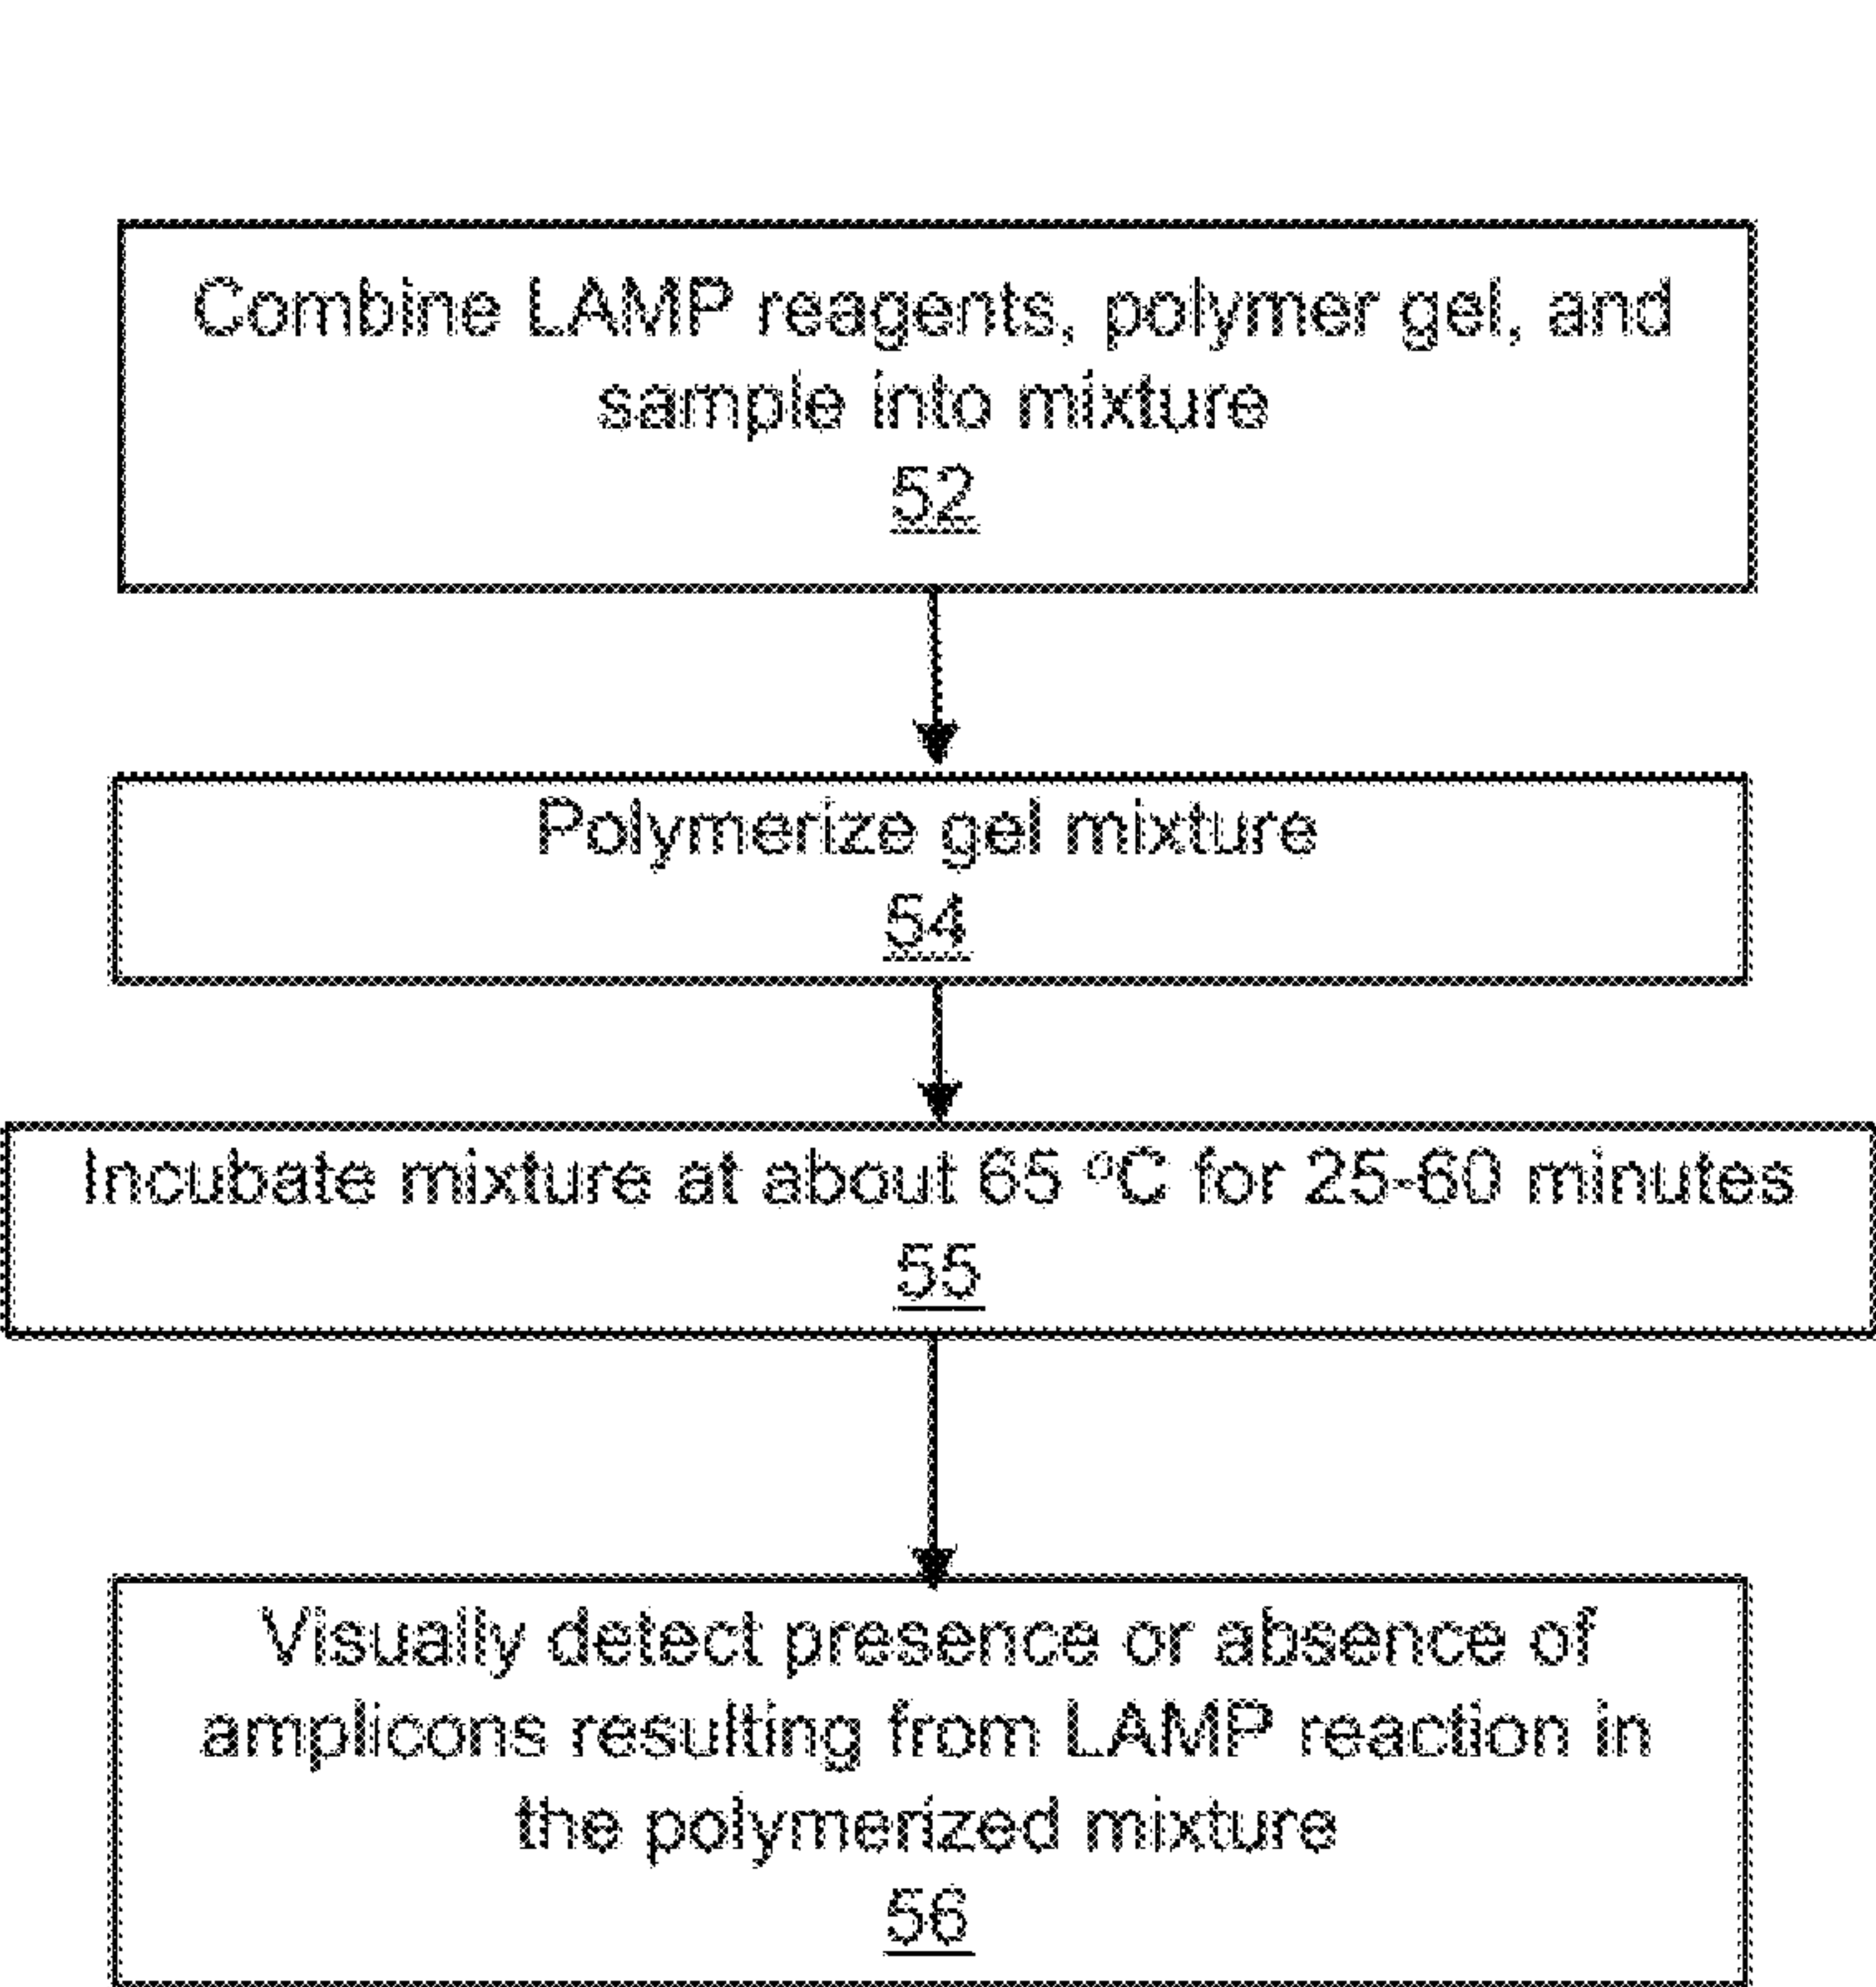 Combine LAMP reagents, polymer gel, and
sample into mixture
52
Polymerize gel mixture
54
Incubate mixture at about 65 ºC for 25-60 minutes
55
Visually detect presence or absence of
amplicons resulting from LAMP reaction in
the polymerized mixture
56